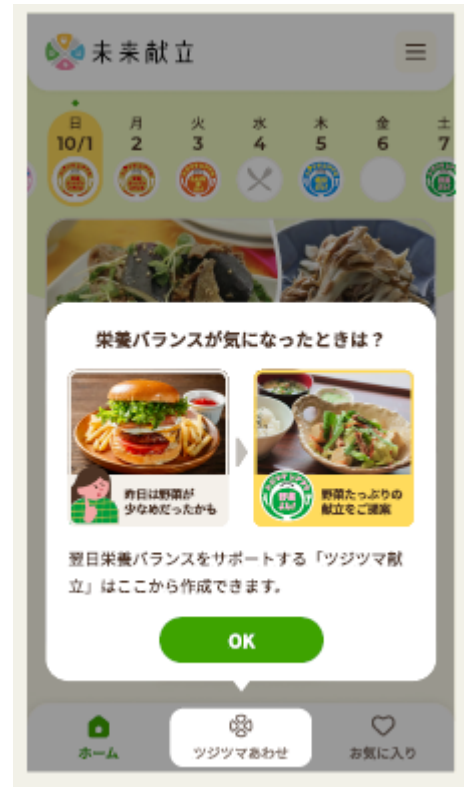 未来献立
日 月 火 水 木 金 土
10/1 2 3 4 5 6 7
栄養バランスが気になったときは？
昨日は野菜が
少なめだったかも
野菜たっぷりの
献立をご提案
翌日栄養バランスをサポートする「ツジツマ献
立」はここから作成できます。
OK
ホーム ツジツマあわせ お気に入り